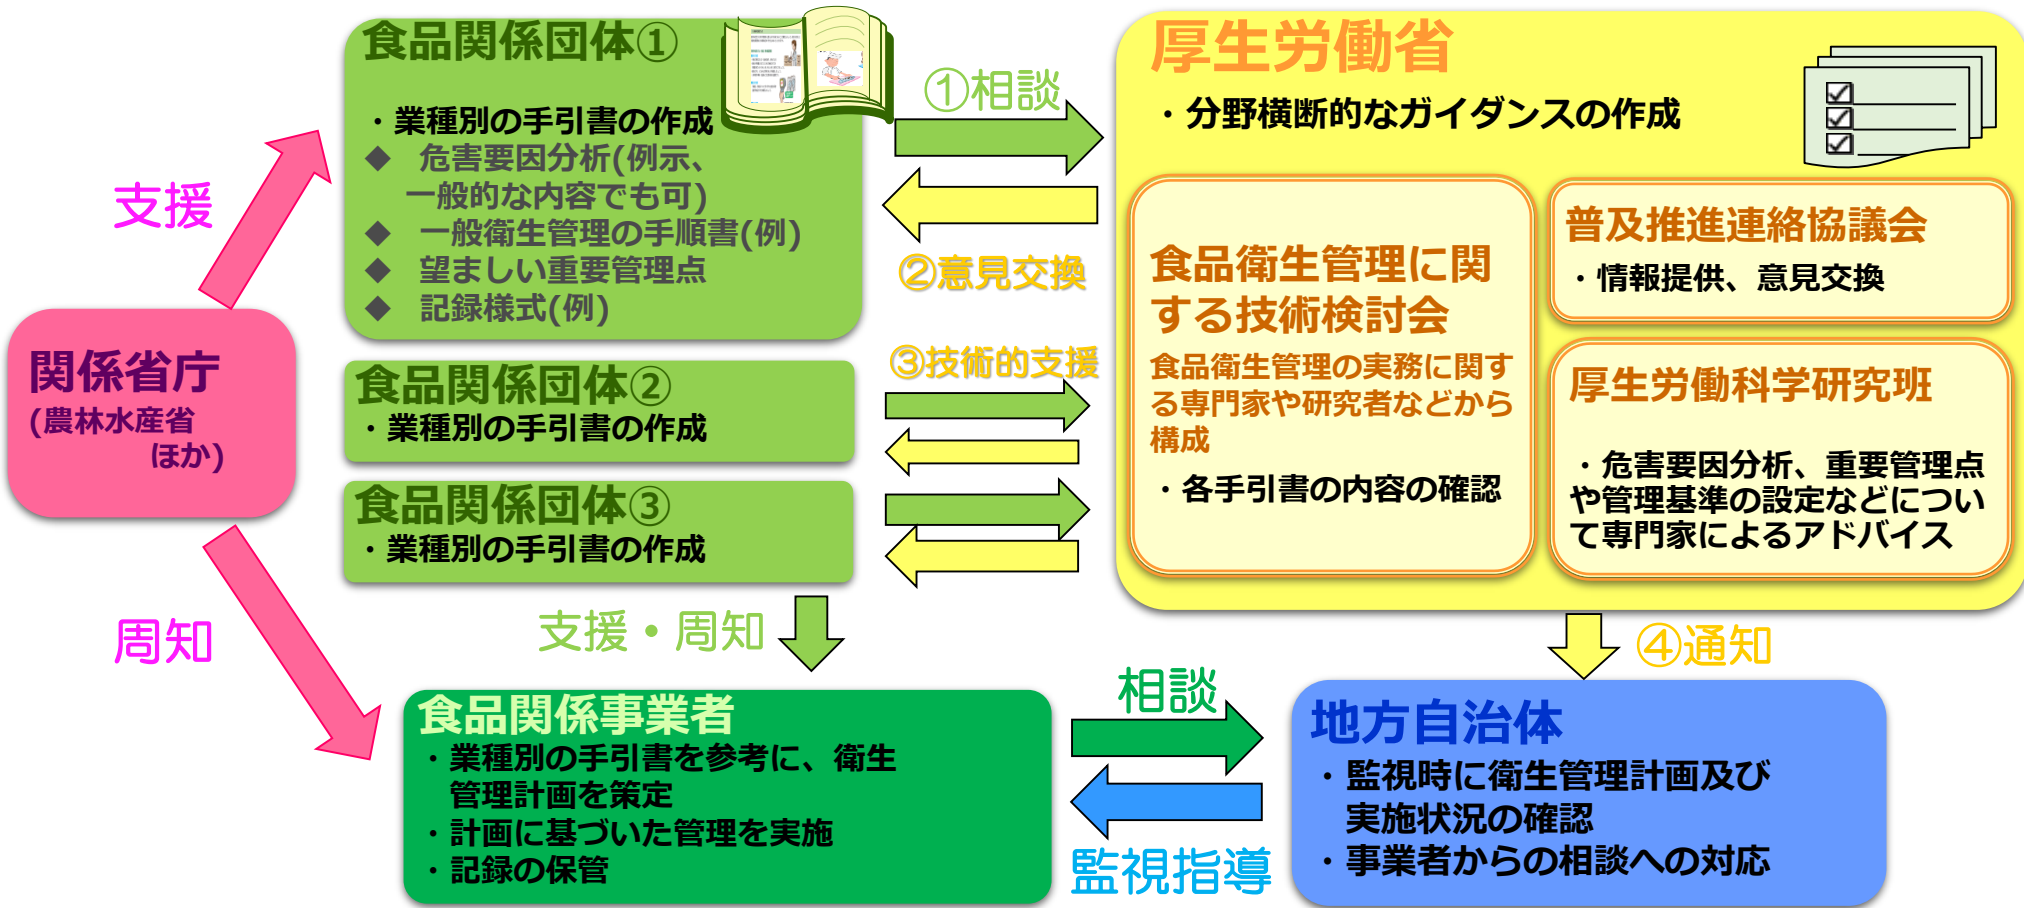 食品関係団体①
・業種別の手引書の作成
◆ 危害要因分析(例示、
一般的な内容でも可)
◆ 一般衛生管理の手順書(例)
◆ 望ましい重要管理点
◆ 記録様式(例)
①相談
②意見交換
③技術的支援
厚生労働省
・分野横断的なガイダンスの作成
食品衛生管理に関
する技術検討会
食品衛生管理の実務に関す
る専門家や研究者などから
構成
・各手引書の内容の確認
普及推進連絡協議会
・情報提供、意見交換
厚生労働科学研究班
・危害要因分析、重要管理点
や管理基準の設定などについ
て専門家によるアドバイス
支援
関係省庁
(農林水産省
ほか)
周知
食品関係団体②
・業種別の手引書の作成
食品関係団体③
・業種別の手引書の作成
支援・周知
④通知
食品関係事業者
・業種別の手引書を参考に、衛生
管理計画を策定
・計画に基づいた管理を実施
・記録の保管
相談
監視指導
地方自治体
・監視時に衛生管理計画及び
実施状況の確認
・事業者からの相談への対応